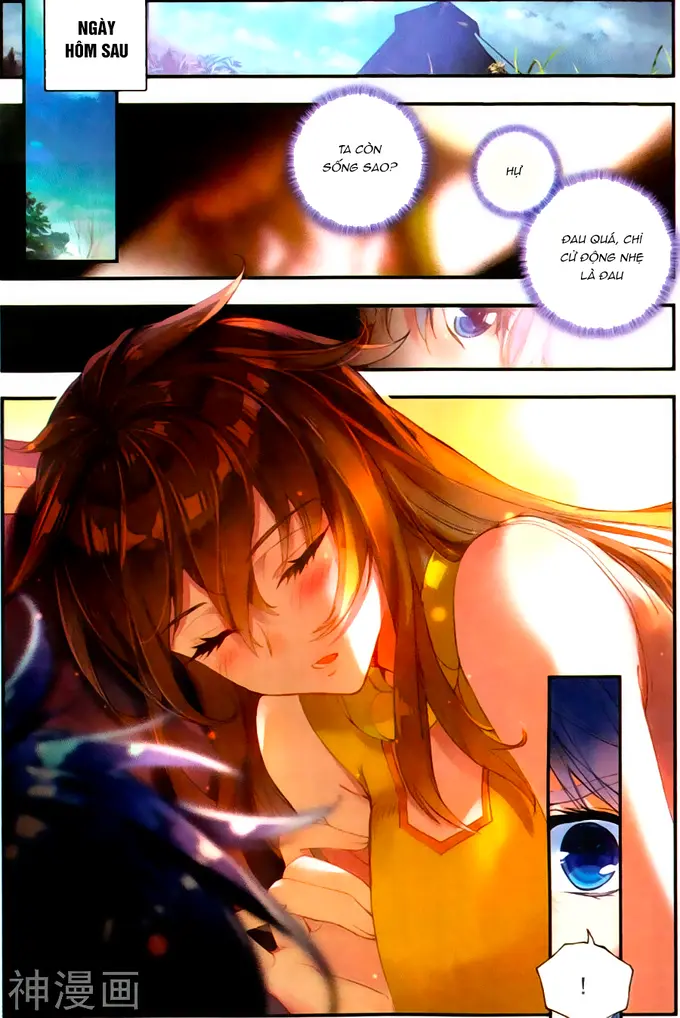 NGÀY
HÔM SAU
TA CÒN
SỐNG SAO?
HỰ
ĐAU QUÁ, CHỈ
CỬ ĐỘNG NHẸ
LÀ ĐAU
!
神漫画